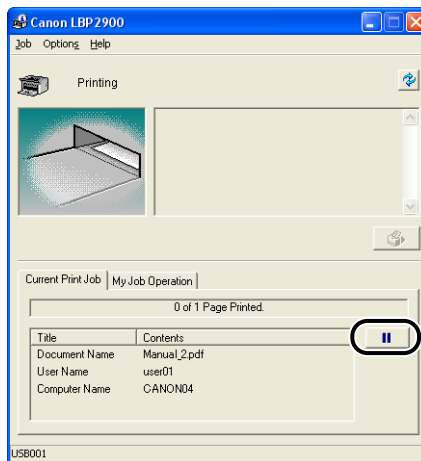 Canon LBP2900
Job Options Help
Printing
Current Print Job My Job Operation
0 of 1 Page Printed.
Title Contents
Document Name Manual_2.pdf
User Name user01
Computer Name CANON04
USB001